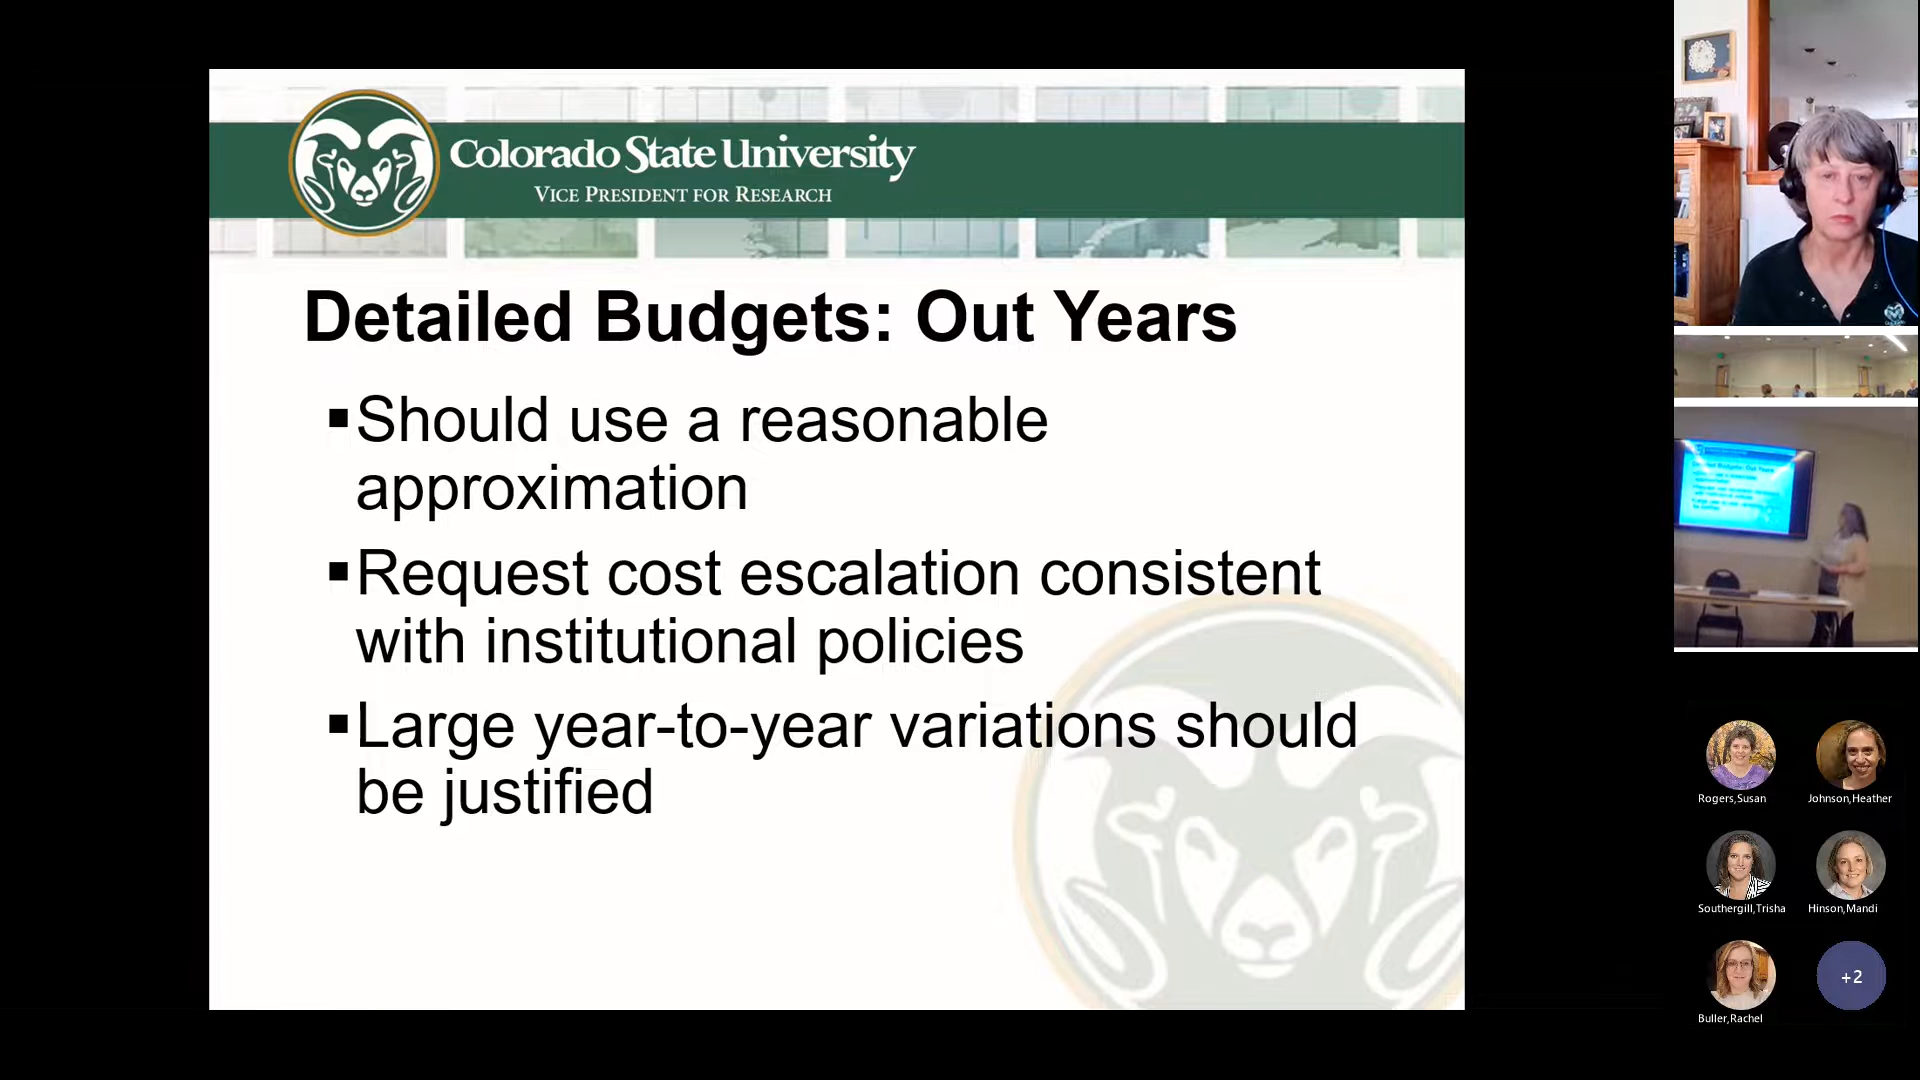 Colorado State University
VICE PRESIDENT FOR RESEARCH
Detailed Budgets: Out Years
▪Should use a reasonable
approximation
▪Request cost escalation consistent
with institutional policies
▪Large year-to-year variations should
be justified
Rogers,Susan
Johnson,Heather
Southergill,Trisha
Hinson,Mandi
Buller,Rachel
+2